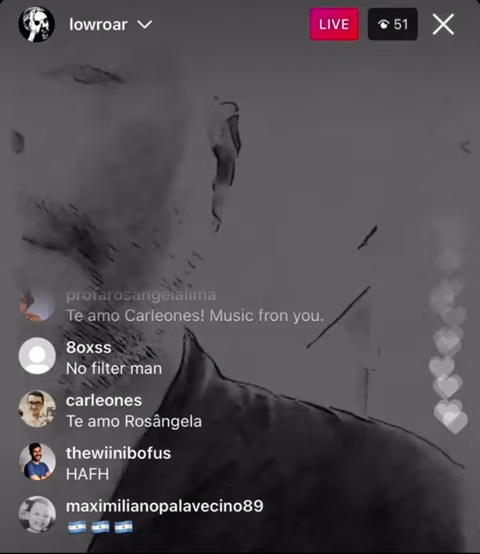 lowroar
LIVE
51
profarosangelalima
Te amo Carleones! Music fron you.
8oxss
No filter man
carleones
Te amo Rosângela
thewiinibofus
HAFH
maximilianopalavecino89
🇦🇷 🇦🇷 🇦🇷